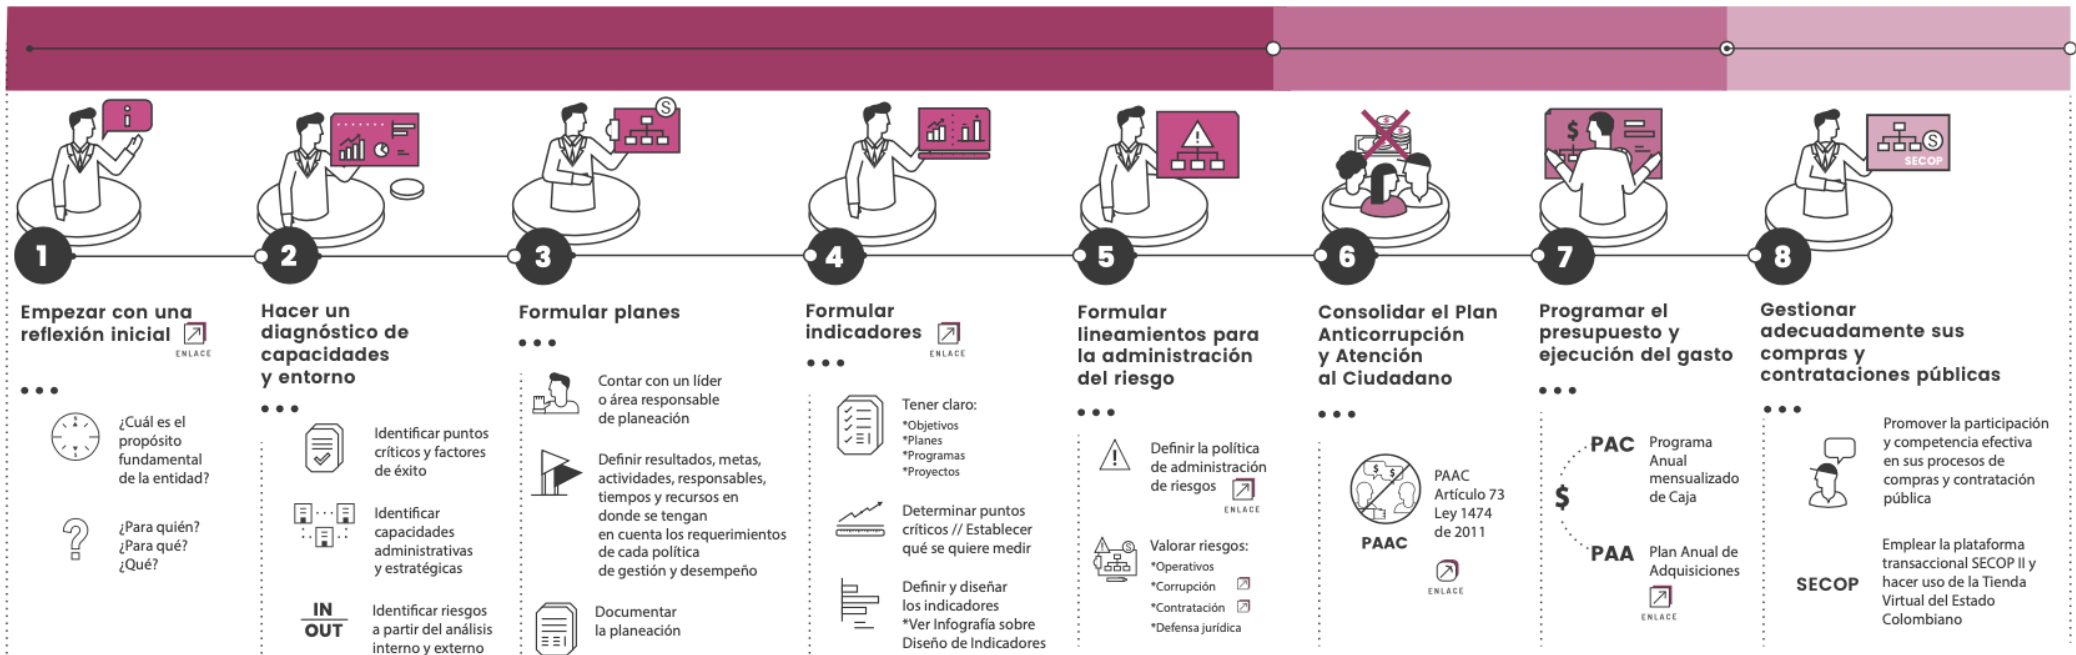 i
S
S
SECOP
1
2
3
4
5
6
7
8
Empezar con una
reflexión inicial
ENLACE
¿Cuál es el
propósito
fundamental
de la entidad?
¿Para quién?
¿Para qué?
¿Qué?
Hacer un
diagnóstico de
capacidades
y entorno
Identificar puntos
críticos y factores
de éxito
Identificar
capacidades
administrativas
y estratégicas
IN
OUT
Identificar riesgos
a partir del análisis
interno y externo
Formular planes
Contar con un líder
o área responsable
de planeación
Definir resultados, metas,
actividades, responsables,
tiempos y recursos en
donde se tengan
en cuenta los requerimientos
de cada política
de gestión y desempeño
Documentar
la planeación
Formular
indicadores
ENLACE
Tener claro:
*Objetivos
*Planes
*Programas
*Proyectos
Determinar puntos
críticos // Establecer
qué se quiere medir
Definir y diseñar
los indicadores
*Ver Infografía sobre
Diseño de Indicadores
Formular
lineamientos para
la administración
del riesgo
Definir la política
de administración
de riesgos
ENLACE
Valorar riesgos:
*Operativos
*Corrupción
*Contratación
*Defensa jurídica
Consolidar el Plan
Anticorrupción
y Atención
al Ciudadano
PAAC
PAAC
Artículo 73
Ley 1474
de 2011
ENLACE
Programar el
presupuesto y
ejecución del gasto
$
PAC
Programa
Anual
mensualizado
de Caja
PAA
Plan Anual de
Adquisiciones
ENLACE
Gestionar
adecuadamente sus
compras y
contrataciones públicas
Promover la participación
y competencia efectiva
en sus procesos de
compras y contratación
pública
SECOP
Emplear la plataforma
transaccional SECOP II y
hacer uso de la Tienda
Virtual del Estado
Colombiano